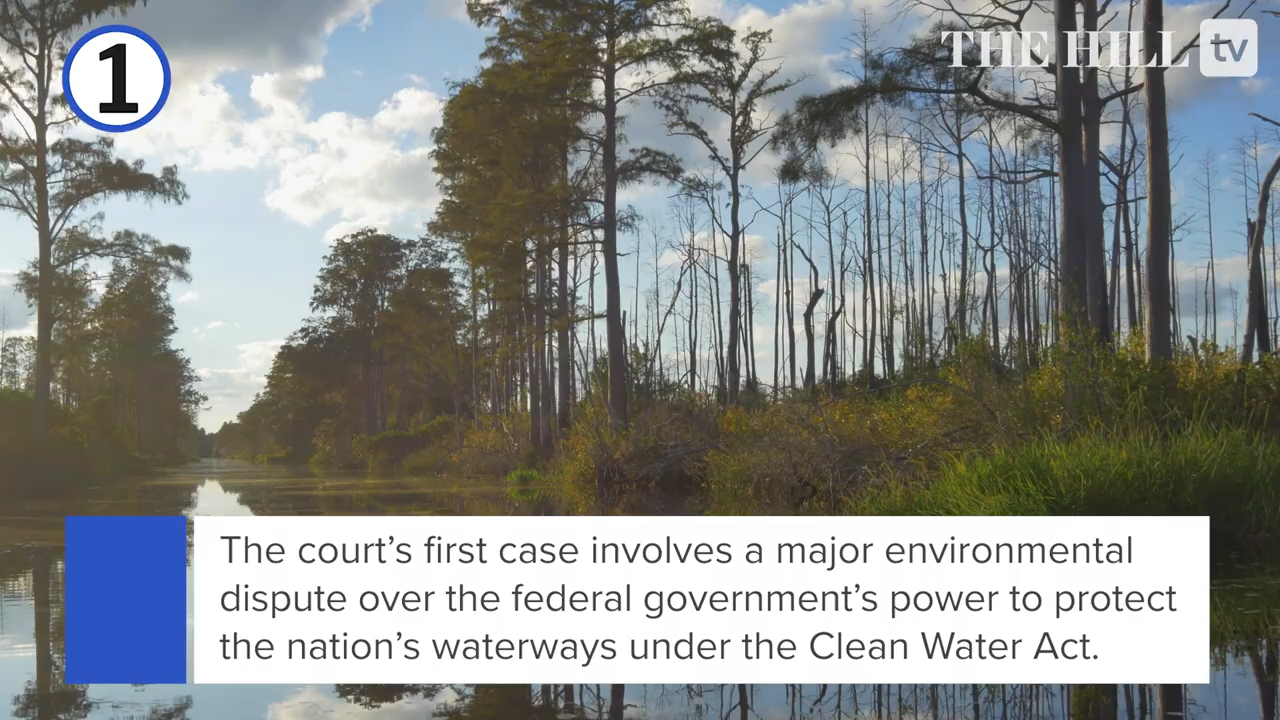 1
THE HILL tv
The court’s first case involves a major environmental
dispute over the federal government’s power to protect
the nation’s waterways under the Clean Water Act.